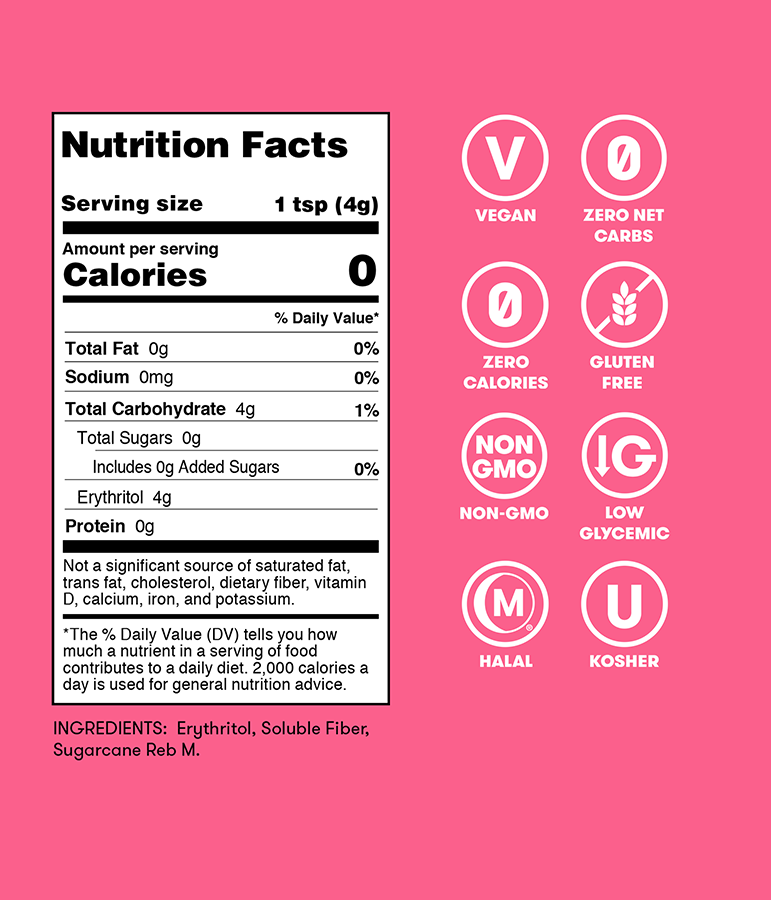 Nutrition Facts
Serving size 1 tsp (4g)
Amount per serving
Calories 0
% Daily Value*
Total Fat 0g 0%
Sodium 0mg 0%
Total Carbohydrate 4g 1%
Total Sugars 0g
Includes 0g Added Sugars 0%
Erythritol 4g
Protein 0g
Not a significant source of saturated fat,
trans fat, cholesterol, dietary fiber, vitamin
D, calcium, iron, and potassium.
*The % Daily Value (DV) tells you how
much a nutrient in a serving of food
contributes to a daily diet. 2,000 calories a
day is used for general nutrition advice.
INGREDIENTS: Erythritol, Soluble Fiber,
Sugarcane Reb M.
V
VEGAN
0
ZERO NET
CARBS
0
ZERO
CALORIES
GLUTEN
FREE
NON
GMO
NON-GMO
G
LOW
GLYCEMIC
M®
HALAL
U
KOSHER